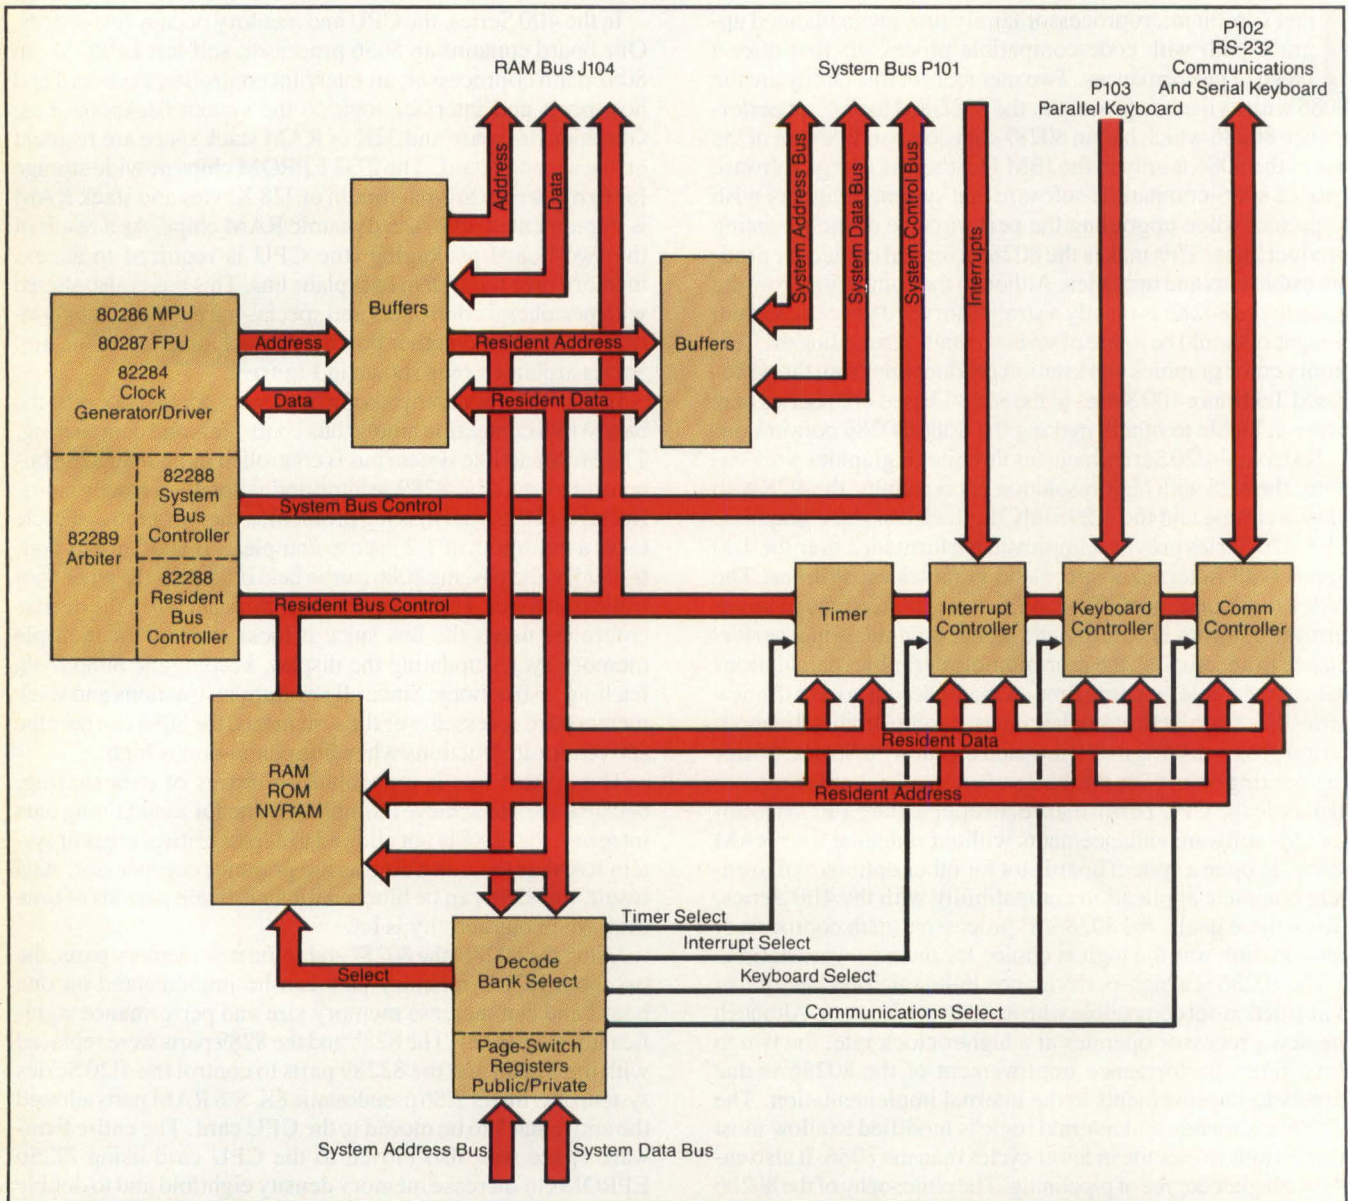 P102
RS-232
Communications
And Serial Keyboard
RAM Bus J104
System Bus P101
P103
Parallel Keyboard
Address
Data
System Address Bus
System Data Bus
System Control Bus
Interrupts
80286 MPU
80287 FPU
82284
Clock
Generator/Driver
Address
Data
Buffers
Resident Address
Resident Data
Buffers
82289
Arbiter
82288
System
Bus
Controller
82288
Resident
Bus
Controller
System Bus Control
Resident Bus Control
Timer
Interrupt
Controller
Keyboard
Controller
Comm
Controller
RAM
ROM
NVRAM
Resident Data
Resident Address
Select
Decode
Bank Select
Page-Switch
Registers
Public/Private
Timer Select
Interrupt Select
Keyboard Select
Communications Select
System Address Bus
System Data Bus